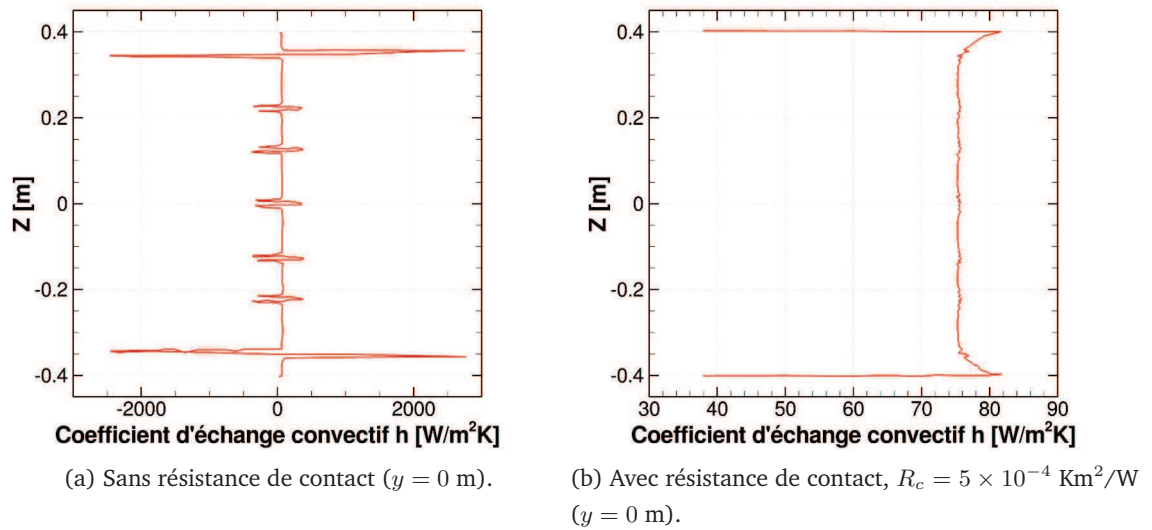 0.4
0.2
0
-0.2
-0.4
Z [m]
-2000 0 2000
Coefficient d'échange convectif h [W/m²K]
(a) Sans résistance de contact (y = 0 m).
0.4
0.2
0
-0.2
-0.4
Z [m]
30 40 50 60 70 80 90
Coefficient d'échange convectif h [W/m²K]
(b) Avec résistance de contact, R_c = 5 × 10⁻⁴ Km²/W
(y = 0 m).